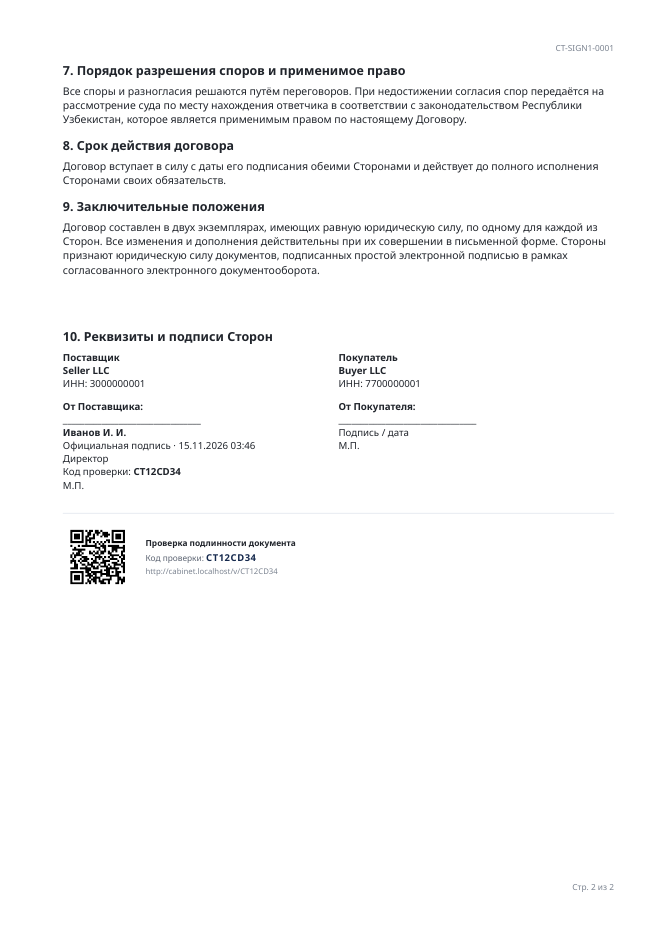 CT-SIGN1-0001
7. Порядок разрешения споров и применимое право
Все споры и разногласия решаются путём переговоров. При недостижении согласия спор передаётся на
рассмотрение суда по месту нахождения ответчика в соответствии с законодательством Республики
Узбекистан, которое является применимым правом по настоящему Договору.
8. Срок действия договора
Договор вступает в силу с даты его подписания обеими Сторонами и действует до полного исполнения
Сторонами своих обязательств.
9. Заключительные положения
Договор составлен в двух экземплярах, имеющих равную юридическую силу, по одному для каждой из
Сторон. Все изменения и дополнения действительны при их совершении в письменной форме. Стороны
признают юридическую силу документов, подписанных простой электронной подписью в рамках
согласованного электронного документооборота.
10. Реквизиты и подписи Сторон
Поставщик
Seller LLC
ИНН: 3000000001
От Поставщика:
Иванов И. И.
Официальная подпись · 15.11.2026 03:46
Директор
Код проверки: CT12CD34
М.П.
Покупатель
Buyer LLC
ИНН: 7700000001
От Покупателя:
Подпись / дата
М.П.
Проверка подлинности документа
Код проверки: CT12CD34
http://cabinet.localhost/v/CT12CD34
Стр. 2 из 2